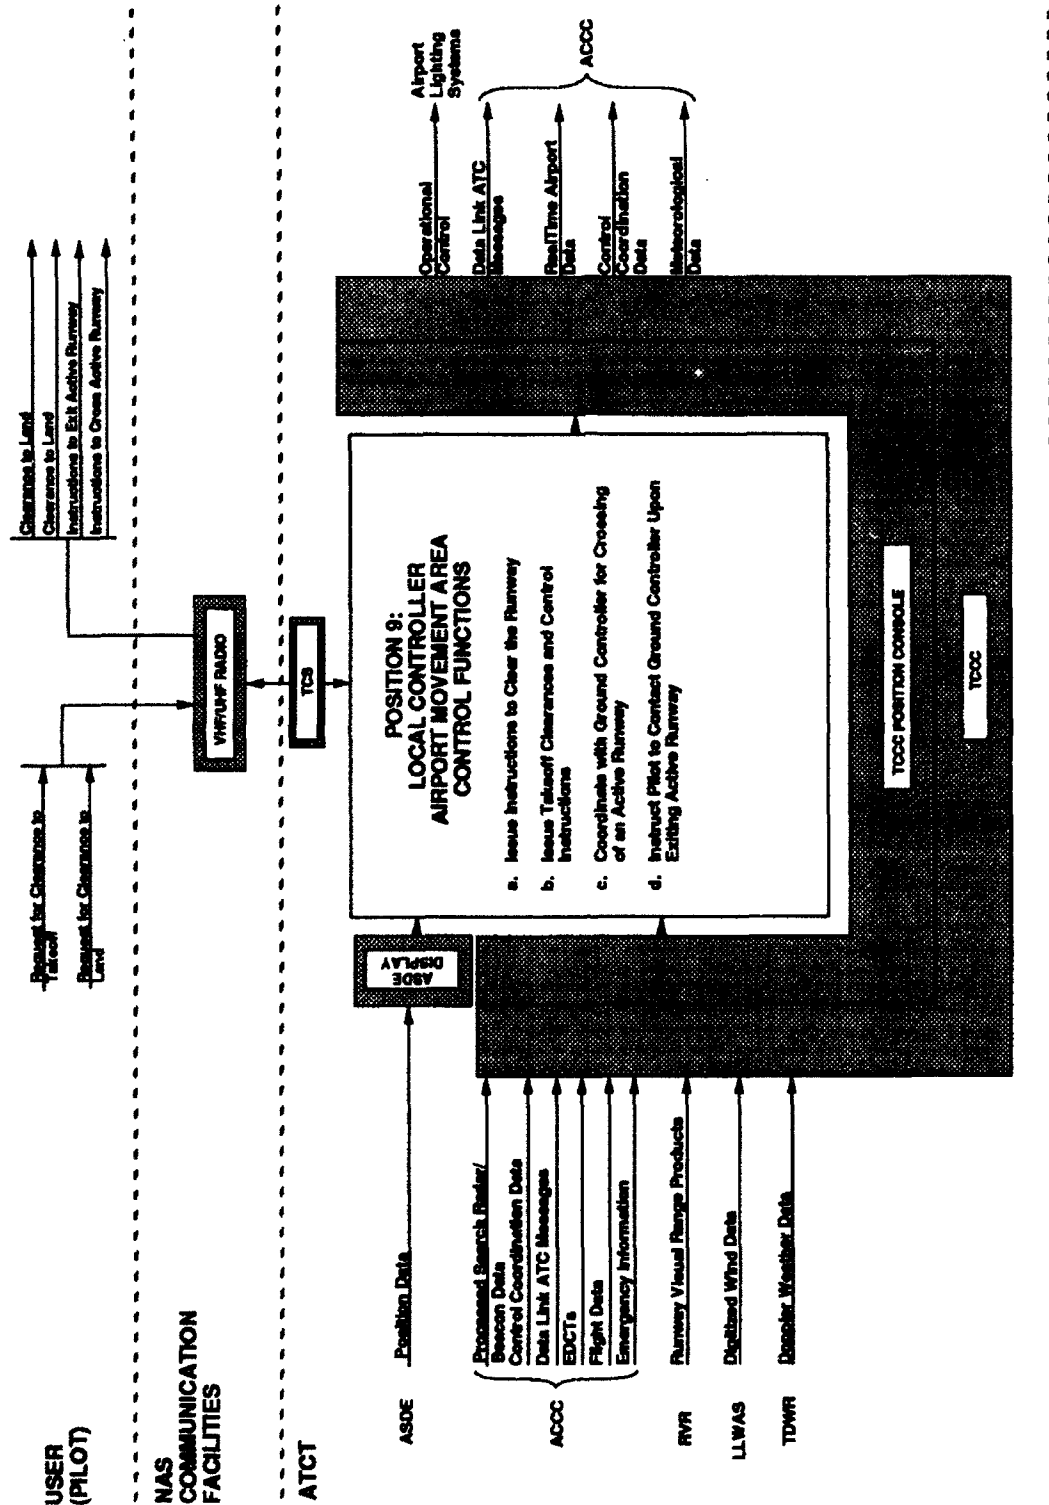 USER
(PILOT)
Request for Clearance to
Takeoff
Request for Clearance to
Land
Clearance to Land
Clearance to Land
Instructions to Exit Active Runway
Instructions to Cross Active Runway
NAS
COMMUNICATION
FACILITIES
VHF/UHF RADIO
ATCT
TCS
ASDE
Position Data
ASDE
DISPLAY
ACCC
Processed Search Radar/
Beacon Data
Control Coordination Data
Data Link ATC Messages
EDCTs
Flight Data
Emergency Information
RVR
Runway Visual Range Products
LLWAS
Digitized Wind Data
TDWR
Doppler Weather Data
POSITION 9:
LOCAL CONTROLLER
AIRPORT MOVEMENT AREA
CONTROL FUNCTIONS
a. Issue Instructions to Clear the Runway
b. Issue Takeoff Clearances and Control
Instructions
c. Coordinate with Ground Controller for Crossing
of an Active Runway
d. Instruct Pilot to Contact Ground Controller Upon
Exiting Active Runway
TCCC POSITION CONSOLE
TCCC
Operational
Control
Airport
Lighting
Systems
Data Link ATC
Messages
RealTime Airport
Data
Control
Coordination
Data
Meteorological
Data
ACCC